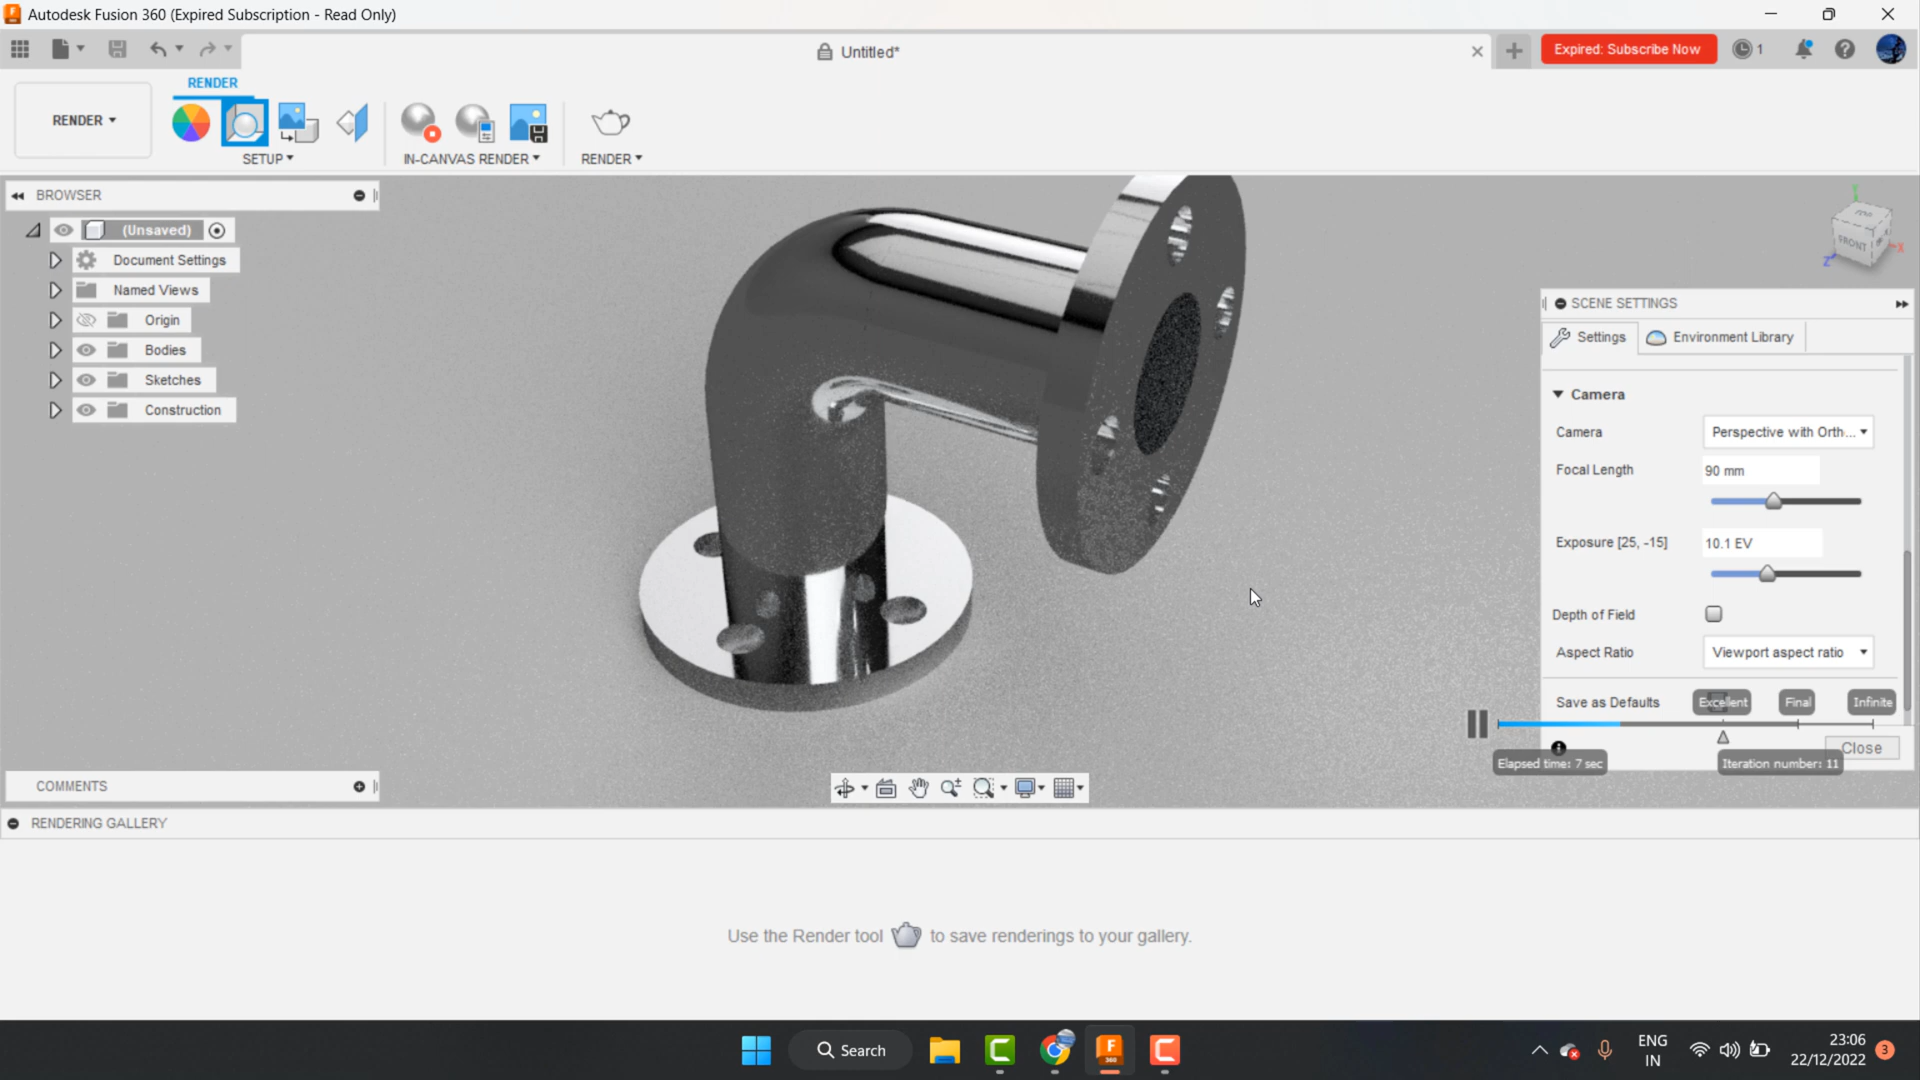 Autodesk Fusion 360 (Expired Subscription - Read Only)
Untitled*
Expired: Subscribe Now
1
RENDER
RENDER
SETUP
IN-CANVAS RENDER
RENDER
BROWSER
(Unsaved)
Document Settings
Named Views
Origin
Bodies
Sketches
Construction
TOP
FRONT
Y
X
Z
SCENE SETTINGS
Settings
Environment Library
Camera
Camera
Perspective with Orth...
Focal Length
90 mm
Exposure [25, -15]
10.1 EV
Depth of Field
Aspect Ratio
Viewport aspect ratio
Save as Defaults
Excellent
Final
Infinite
Close
Elapsed time: 7 sec
Iteration number: 11
COMMENTS
RENDERING GALLERY
Use the Render tool to save renderings to your gallery.
Search
F
360
ENG
IN
23:06
22/12/2022
3